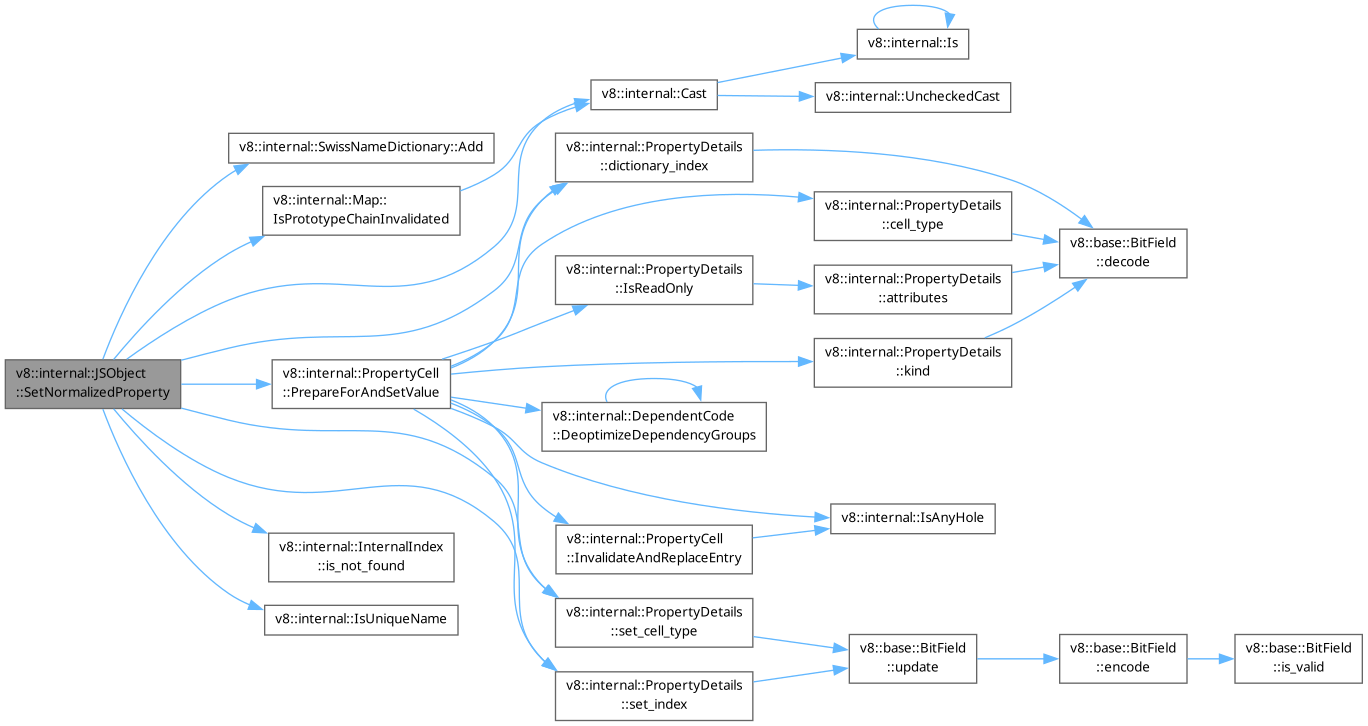 v8::internal::JSObject
::SetNormalizedProperty
v8::internal::SwissNameDictionary::Add
v8::internal::Map::
IsPrototypeChainInvalidated
v8::internal::PropertyCell
::PrepareForAndSetValue
v8::internal::InternalIndex
::is_not_found
v8::internal::IsUniqueName
v8::internal::Cast
v8::internal::PropertyDetails
::dictionary_index
v8::internal::PropertyDetails
::IsReadOnly
v8::internal::DependentCode
::DeoptimizeDependencyGroups
v8::internal::PropertyCell
::InvalidateAndReplaceEntry
v8::internal::PropertyDetails
::set_cell_type
v8::internal::PropertyDetails
::set_index
v8::internal::Is
v8::internal::UncheckedCast
v8::internal::PropertyDetails
::cell_type
v8::internal::PropertyDetails
::attributes
v8::internal::PropertyDetails
::kind
v8::internal::IsAnyHole
v8::base::BitField
::update
v8::base::BitField
::decode
v8::base::BitField
::encode
v8::base::BitField
::is_valid